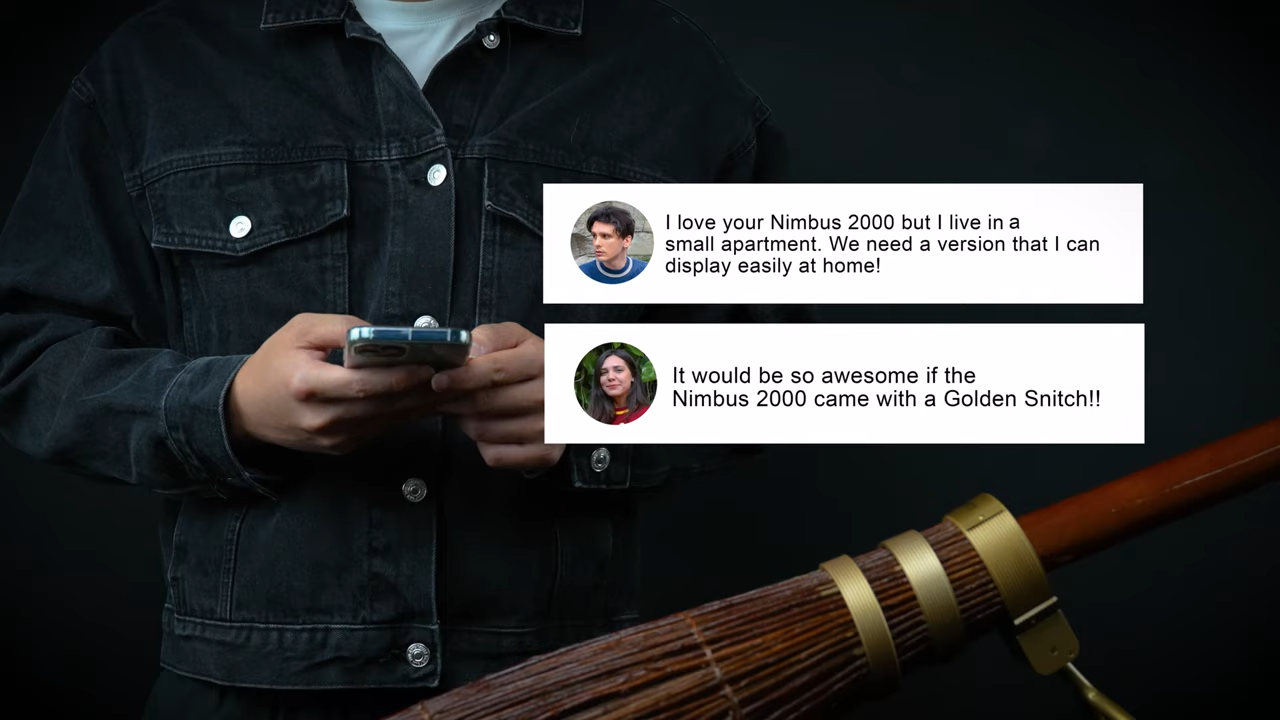 I love your Nimbus 2000 but I live in a
small apartment. We need a version that I can
display easily at home!
It would be so awesome if the
Nimbus 2000 came with a Golden Snitch!!